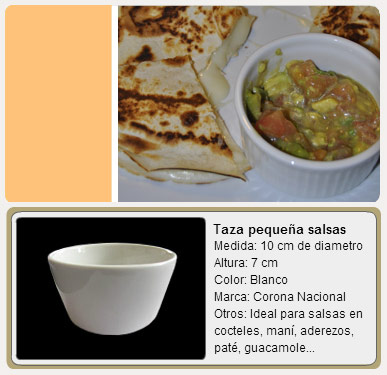 Taza pequeña salsas
Medida: 10 cm de diametro
Altura: 7 cm
Color: Blanco
Marca: Corona Nacional
Otros: Ideal para salsas en
cocteles, maní, aderezos,
paté, guacamole...